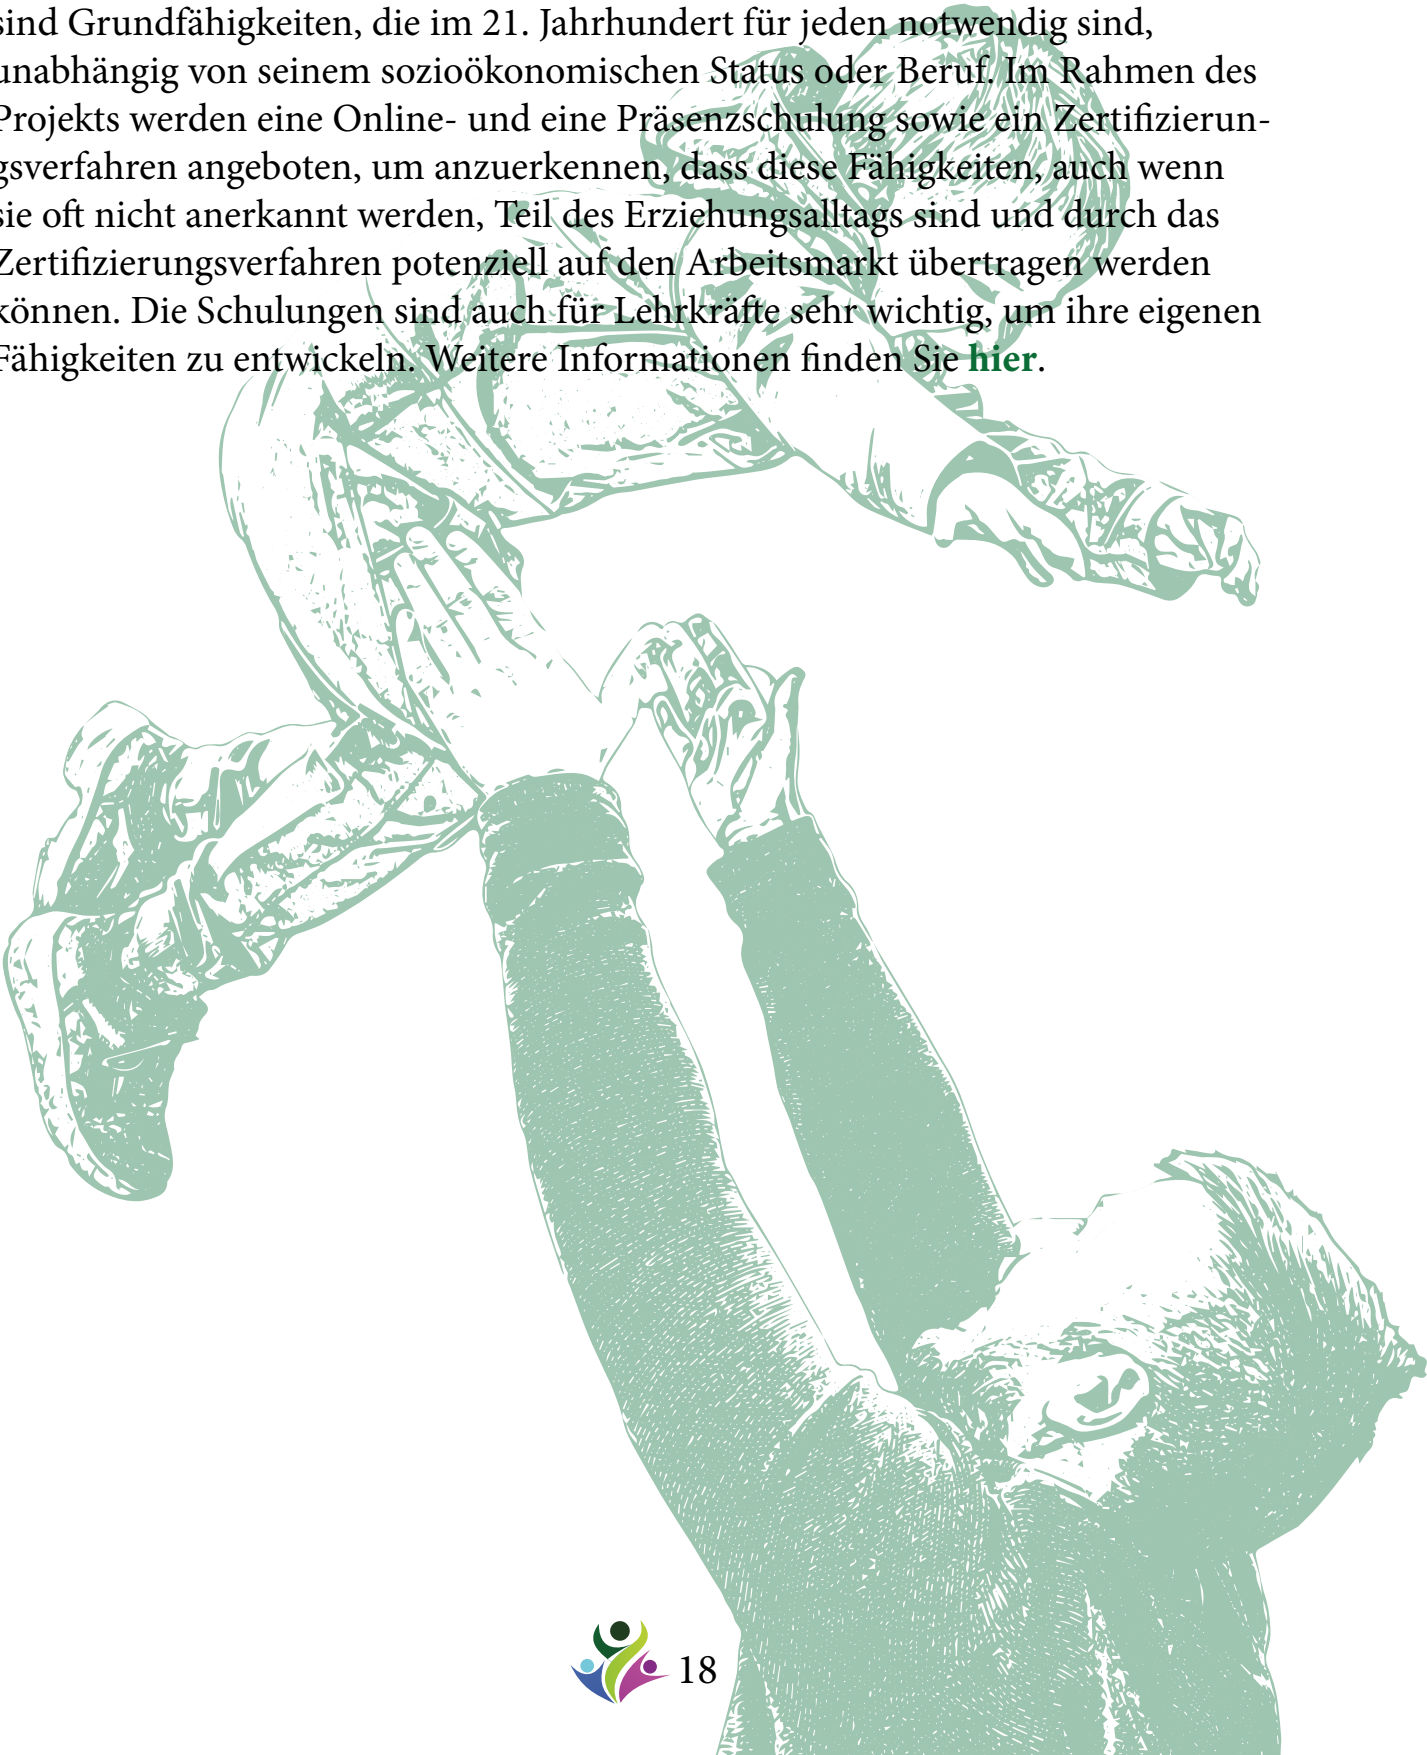 sind Grundfähigkeiten, die im 21. Jahrhundert für jeden notwendig sind,
unabhängig von seinem sozioökonomischen Status oder Beruf. Im Rahmen des
Projekts werden eine Online- und eine Präsenzschulung sowie ein Zertifizierun-
gsverfahren angeboten, um anzuerkennen, dass diese Fähigkeiten, auch wenn
sie oft nicht anerkannt werden, Teil des Erziehungsalltags sind und durch das
Zertifizierungsverfahren potenziell auf den Arbeitsmarkt übertragen werden
können. Die Schulungen sind auch für Lehrkräfte sehr wichtig, um ihre eigenen
Fähigkeiten zu entwickeln. Weitere Informationen finden Sie hier.
18